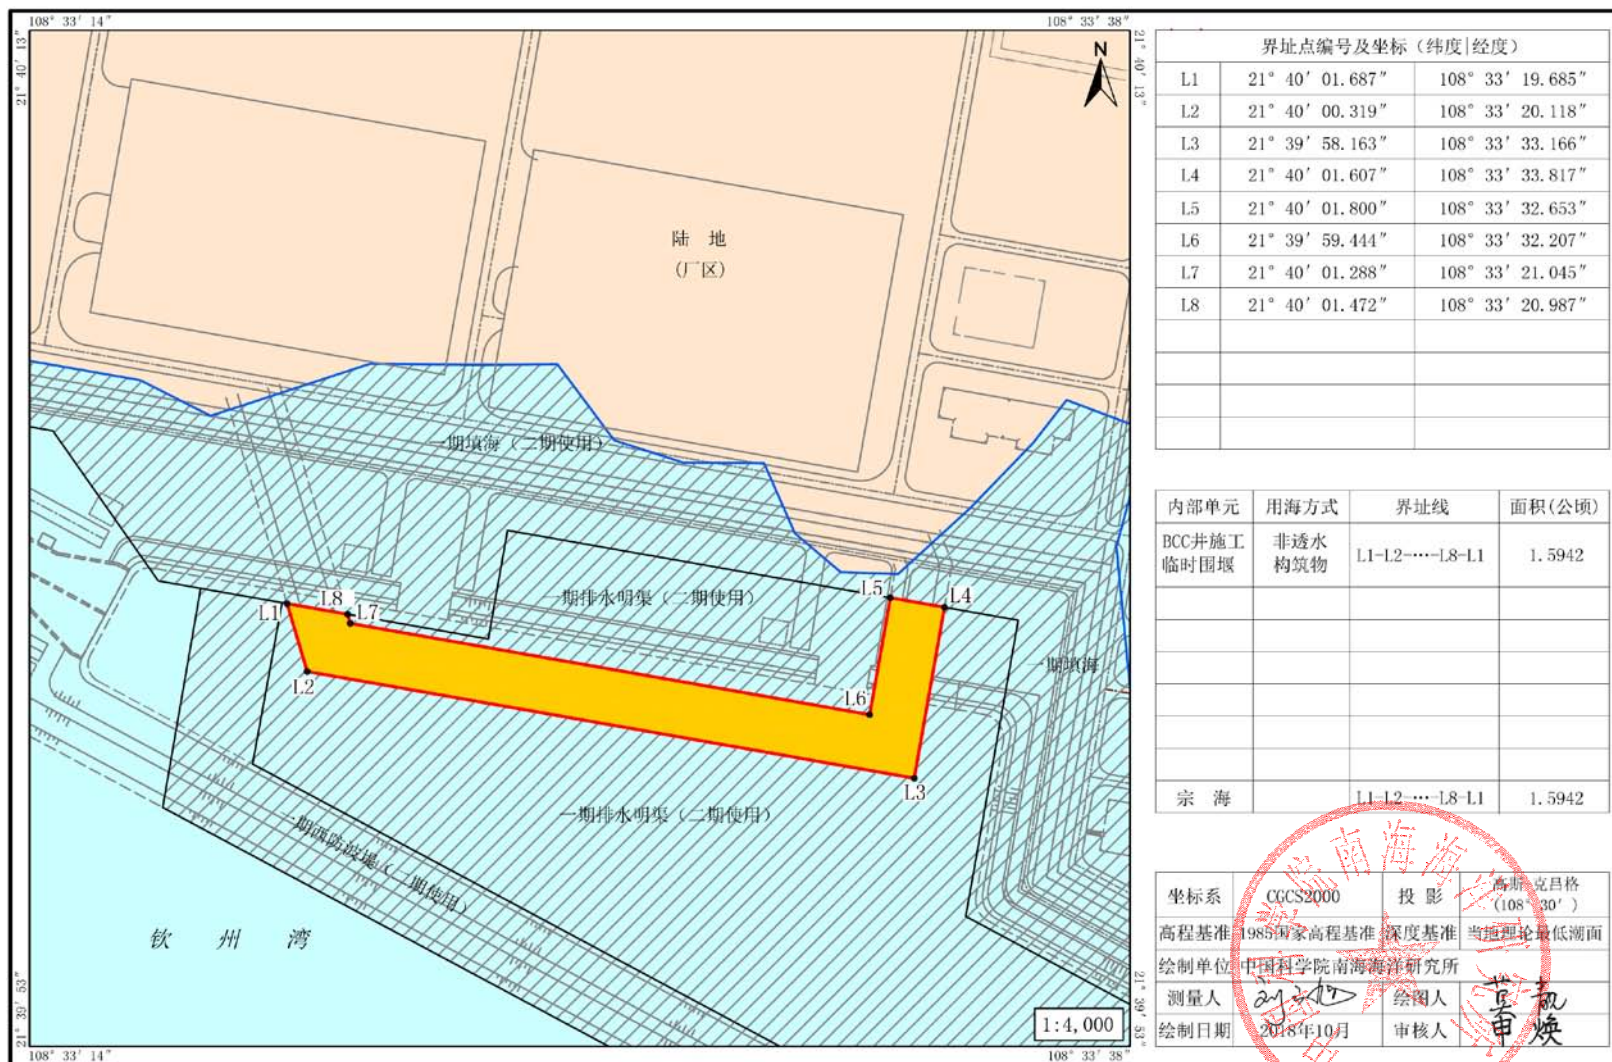 108° 33′ 14″
108° 33′ 38″
21° 40′ 13″
21° 40′ 13″
N
陆 地
(厂区)
一期填海（二期使用）
一期排水明渠（二期使用）
L5
L4
L8
L1
L7
一期填海
L2
L6
L3
一期排水明渠（二期使用）
一期西防波堤（二期使用）
钦 州 湾
1:4,000
21° 39′ 53″
21° 39′ 53″
108° 33′ 14″
108° 33′ 38″
界址点编号及坐标（纬度|经度）
L1 21° 40′ 01.687″ 108° 33′ 19.685″
L2 21° 40′ 00.319″ 108° 33′ 20.118″
L3 21° 39′ 58.163″ 108° 33′ 33.166″
L4 21° 40′ 01.607″ 108° 33′ 33.817″
L5 21° 40′ 01.800″ 108° 33′ 32.653″
L6 21° 39′ 59.444″ 108° 33′ 32.207″
L7 21° 40′ 01.288″ 108° 33′ 21.045″
L8 21° 40′ 01.472″ 108° 33′ 20.987″
内部单元 用海方式 界址线 面积(公顷)
BCC井施工临时围堰 非透水构筑物 L1-L2-…-L8-L1 1.5942
宗 海 L1-L2-…-L8-L1 1.5942
坐标系 CGCS2000 投 影 高斯-克吕格(108° 30′)
高程基准 1985国家高程基准 深度基准 当地理论最低潮面
绘制单位 中国科学院南海海洋研究所
测量人 绘图人
绘制日期 2018年10月 审核人